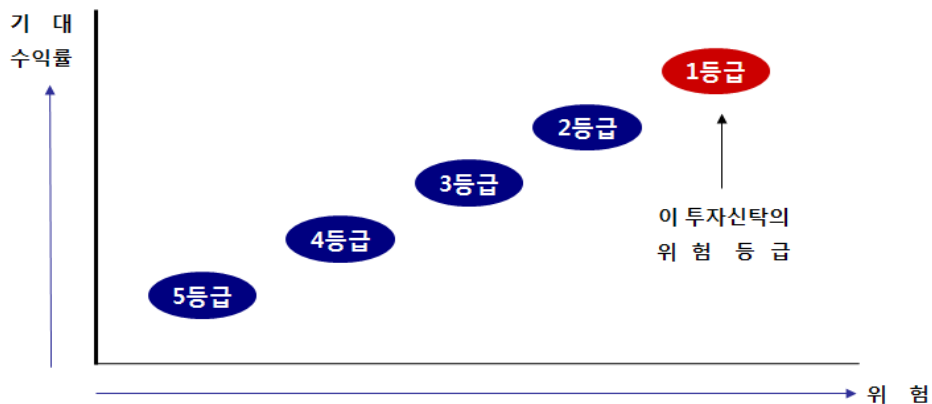 기 대
수익률
1등급
2등급
3등급
4등급
5등급
이 투자신탁의
위 험 등 급
위 험